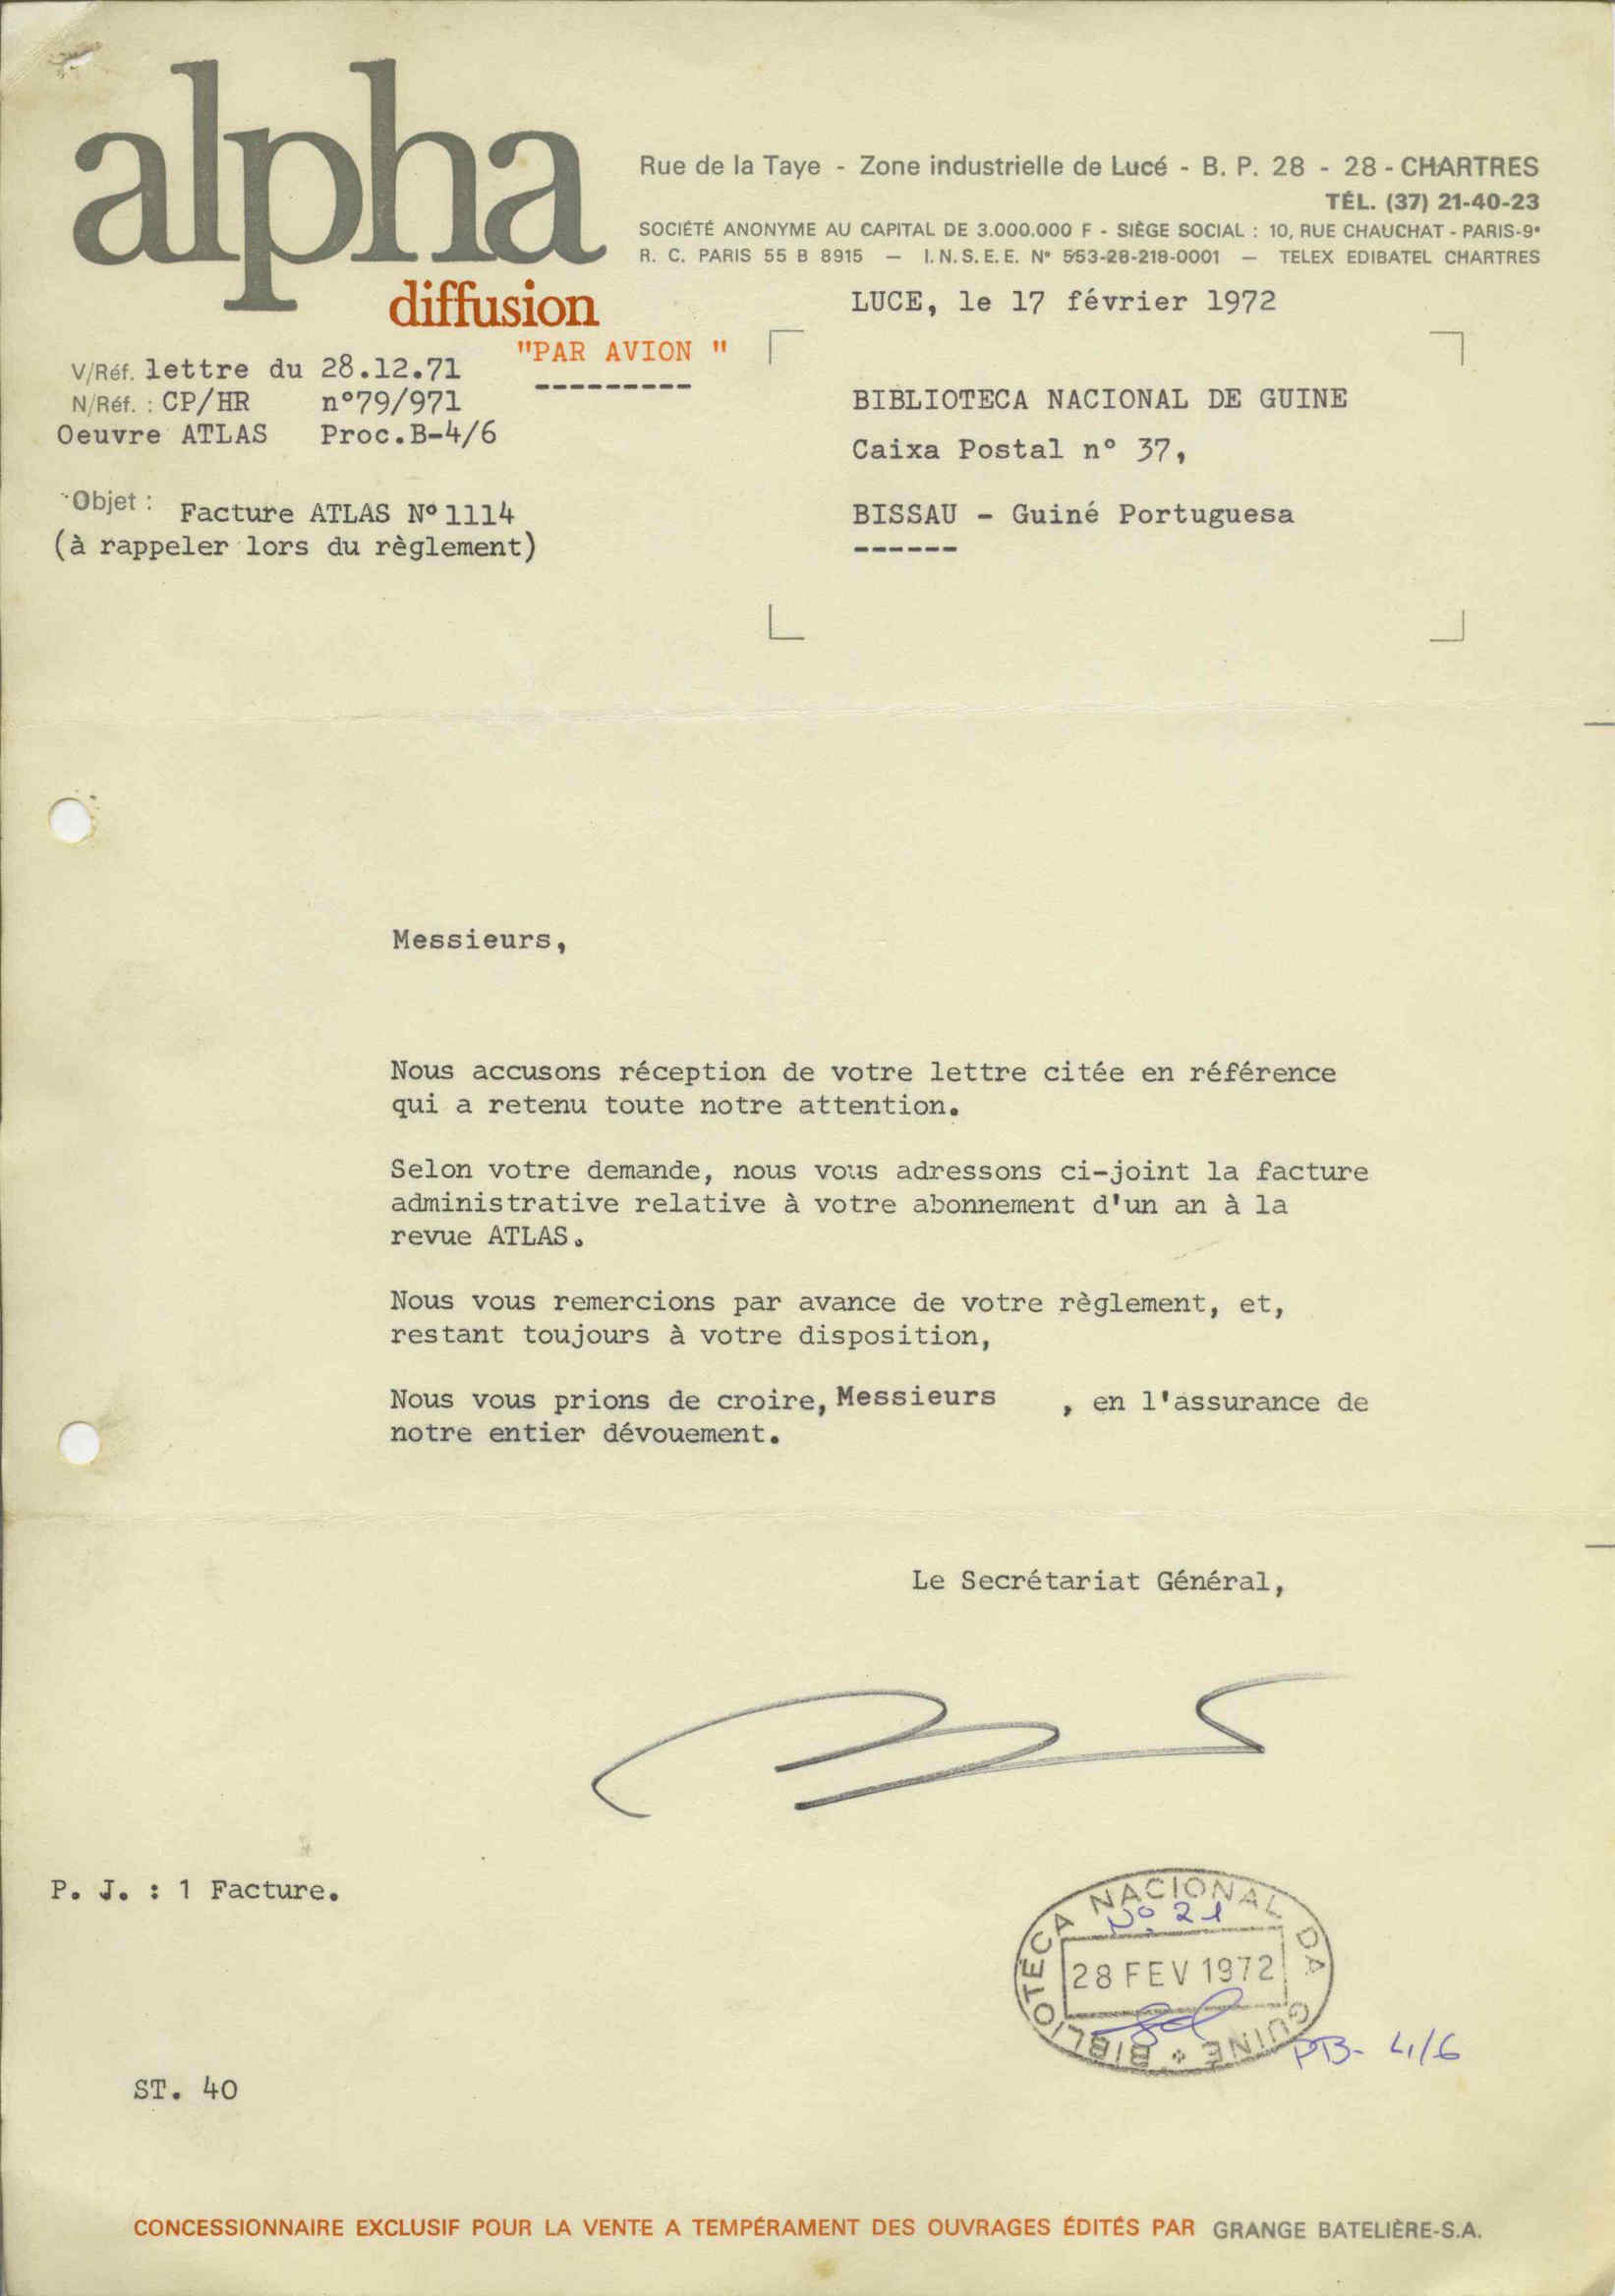 alpha
diffusion
Rue de la Taye - Zone industrielle de Lucé - B. P. 28 - 28 - CHARTRES
TÉL. (37) 21-40-23
SOCIÉTÉ ANONYME AU CAPITAL DE 3.000.000 F - SIÈGE SOCIAL : 10, RUE CHAUCHAT - PARIS-9e
R. C. PARIS 55 B 8915 — I.N.S.E.E. N° 553-28-218-0001 — TELEX EDIBATEL CHARTRES
LUCE, le 17 février 1972
"PAR AVION "
---------
V/Réf. lettre du 28.12.71
N/Réf. : CP/HR n°79/971
Oeuvre ATLAS Proc.B-4/6
Objet : Facture ATLAS N° 1114
(à rappeler lors du règlement)
BIBLIOTECA NACIONAL DE GUINE
Caixa Postal n° 37,
BISSAU - Guiné Portuguesa
------
Messieurs,
Nous accusons réception de votre lettre citée en référence
qui a retenu toute notre attention.
Selon votre demande, nous vous adressons ci-joint la facture
administrative relative à votre abonnement d'un an à la
revue ATLAS.
Nous vous remercions par avance de votre règlement, et,
restant toujours à votre disposition,
Nous vous prions de croire, Messieurs , en l'assurance de
notre entier dévouement.
Le Secrétariat Général,
P. J. : 1 Facture.
BIBLIOTECA NACIONAL DA GUINÉ
Nº 21
28 FEV 1972
PB- 4/6
ST. 40
CONCESSIONNAIRE EXCLUSIF POUR LA VENTE A TEMPÉRAMENT DES OUVRAGES ÉDITÉS PAR GRANGE BATELIÈRE-S.A.